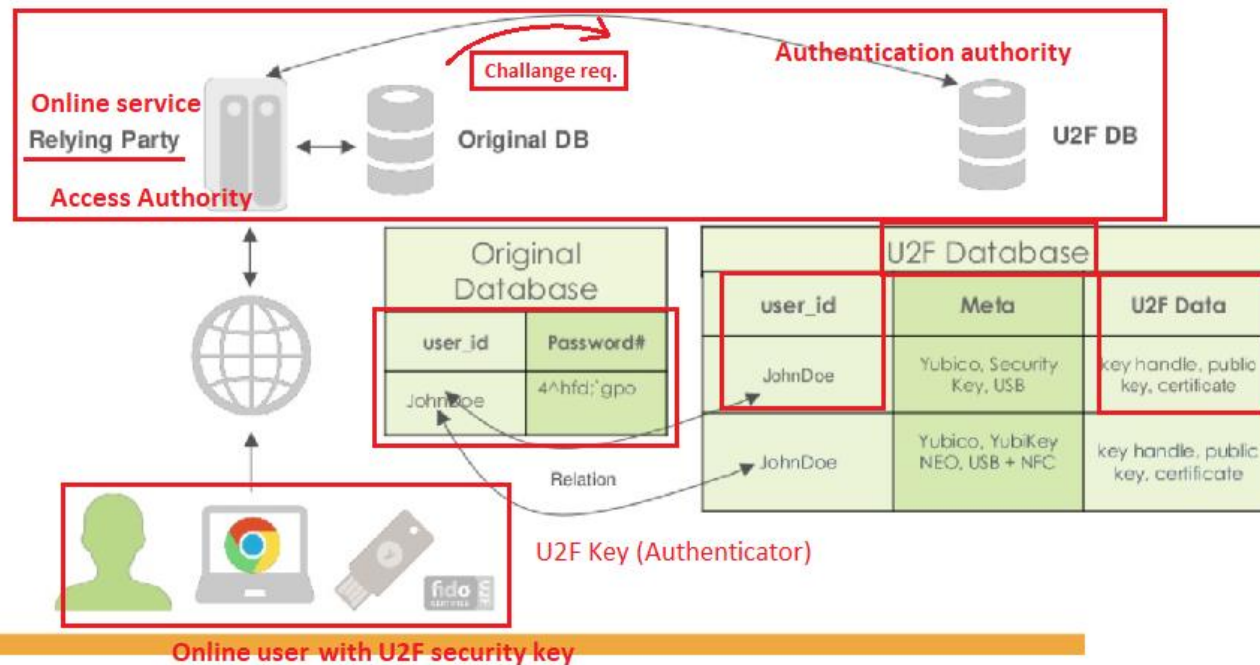 Challange req.
Authentication authority
Online service
Relying Party
Original DB
U2F DB
Access Authority
Original
Database
user_id Password#
JohnDoe 4^hfd;`gpo
U2F Database
user_id Meta U2F Data
JohnDoe
Yubico, Security
Key, USB
key handle, public
key, certificate
JohnDoe
Yubico, YubiKey
NEO, USB + NFC
key handle, public
key, certificate
Relation
U2F Key (Authenticator)
fido
CERTIFIED
U2F
Online user with U2F security key